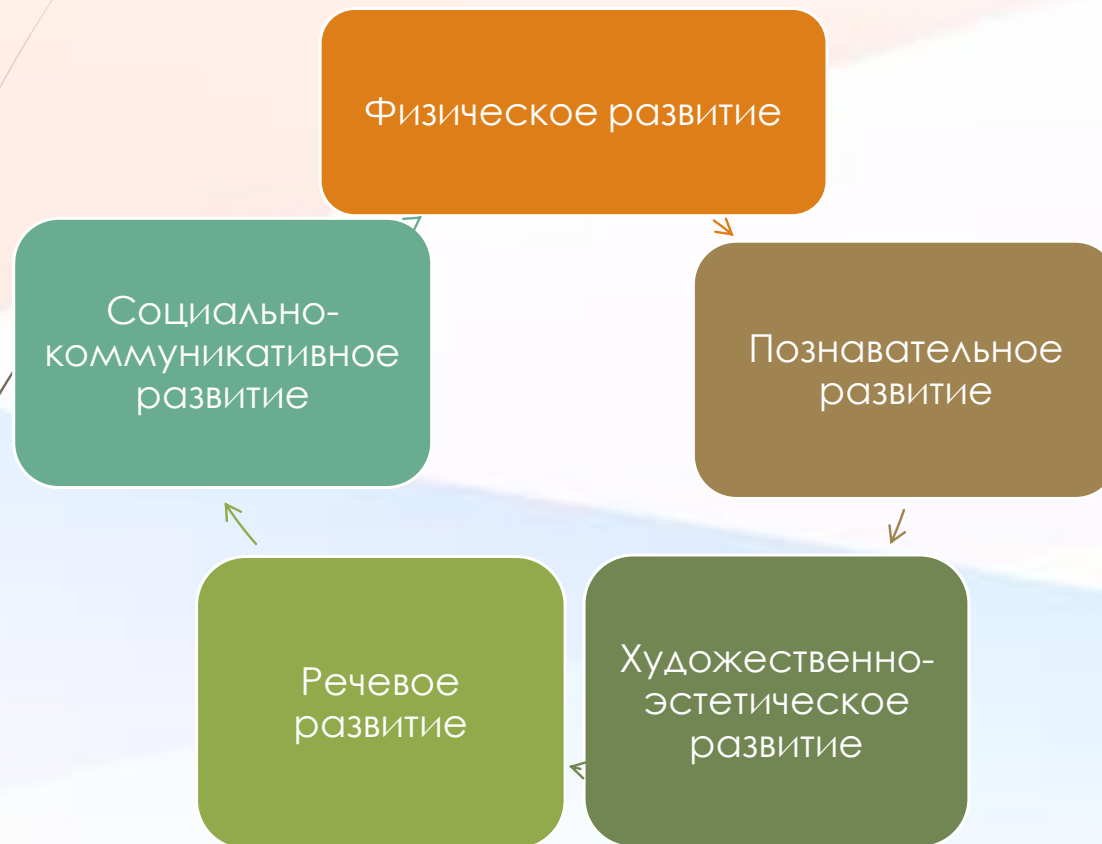 Физическое развитие
Социально-
коммуникативное
развитие
Познавательное
развитие
Речевое
развитие
Художественно-
эстетическое
развитие